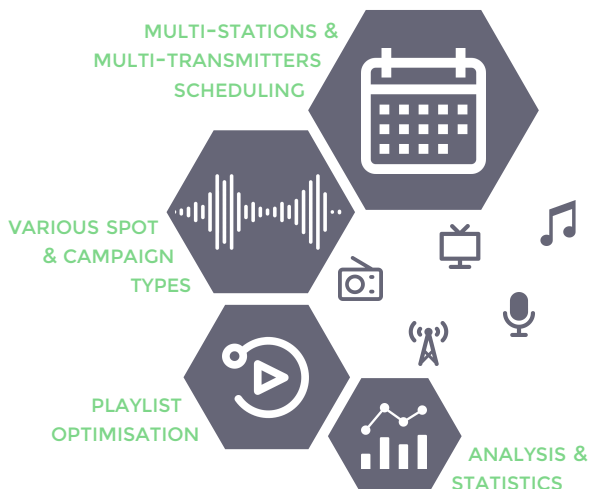 MULTI-STATIONS &
MULTI-TRANSMITTERS
SCHEDULING
VARIOUS SPOT
& CAMPAIGN
TYPES
PLAYLIST
OPTIMISATION
ANALYSIS &
STATISTICS